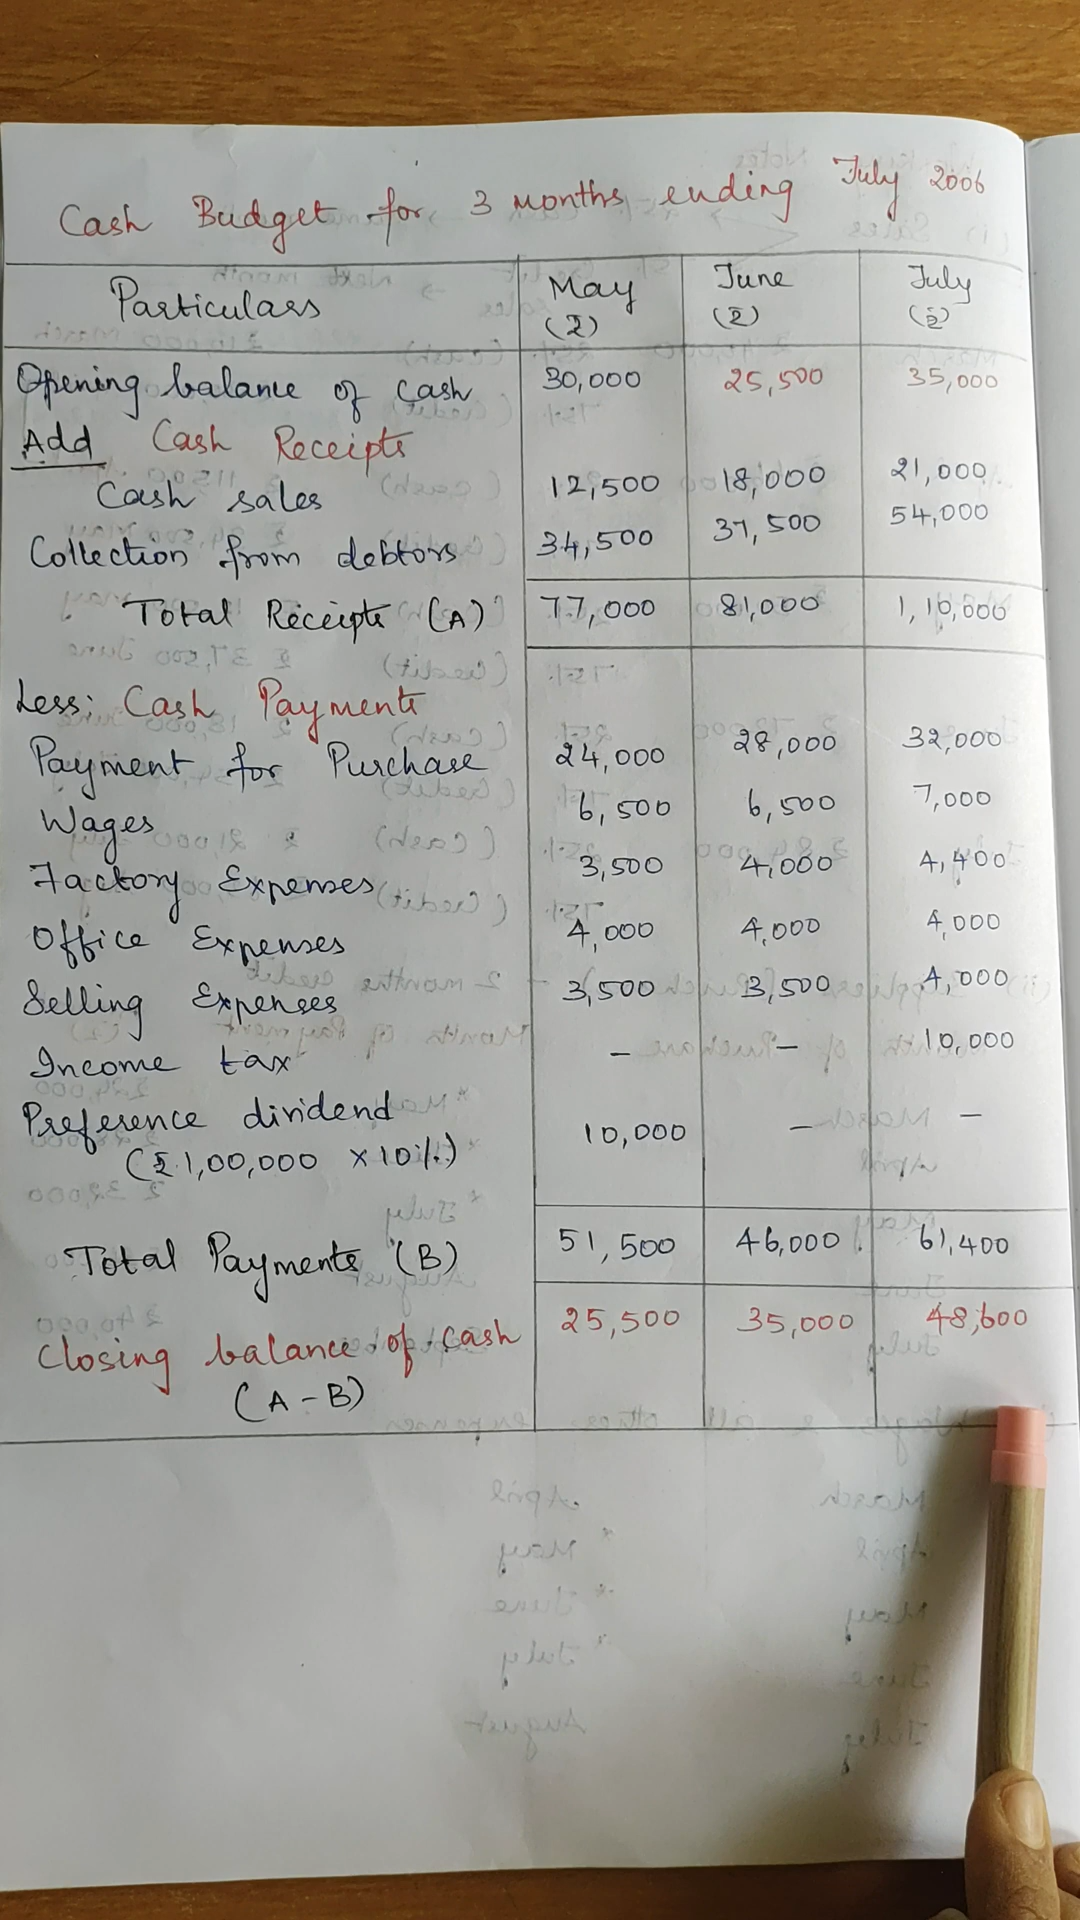 Cash Budget for 3 months ending July 2006
Particulars May (₹) June (₹) July (₹)
Opening balance of cash 30,000 25,500 35,000
Add Cash Receipts
Cash sales 12,500 18,000 21,000
Collection from debtors 34,500 37,500 54,000
Total Receipts (A) 77,000 81,000 1,10,000
Less: Cash Payments
Payment for Purchase 24,000 28,000 32,000
Wages 6,500 6,500 7,000
Factory Expenses 3,500 4,000 4,400
Office Expenses 4,000 4,000 4,000
Selling Expenses 3,500 3,500 4,000
Income tax – – 10,000
Preference dividend
(₹ 1,00,000 × 10%) 10,000 – –
Total Payments (B) 51,500 46,000 61,400
Closing balance of cash 25,500 35,000 48,600
(A – B)